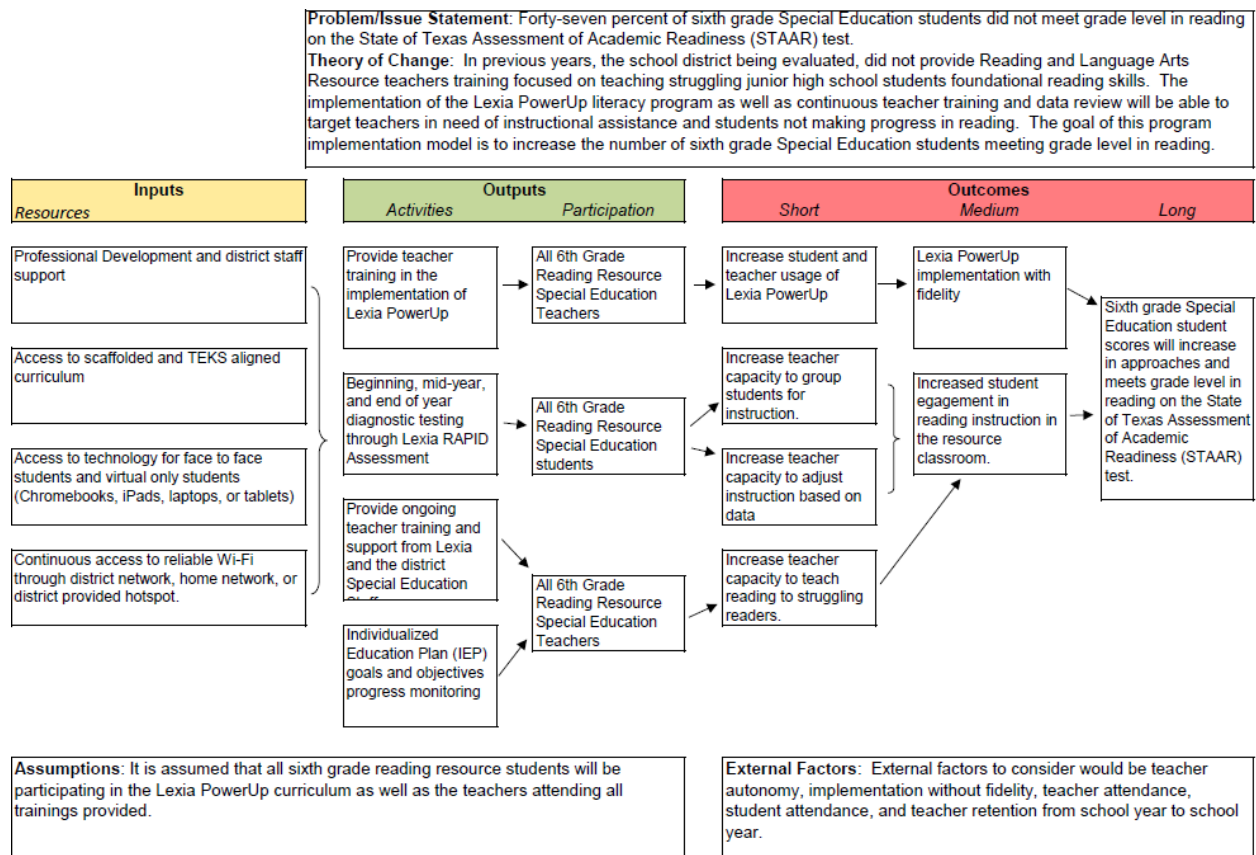 Problem/Issue Statement: Forty-seven percent of sixth grade Special Education students did not meet grade level in reading
on the State of Texas Assessment of Academic Readiness (STAAR) test.
Theory of Change: In previous years, the school district being evaluated, did not provide Reading and Language Arts
Resource teachers training focused on teaching struggling junior high school students foundational reading skills. The
implementation of the Lexia PowerUp literacy program as well as continuous teacher training and data review will be able to
target teachers in need of instructional assistance and students not making progress in reading. The goal of this program
implementation model is to increase the number of sixth grade Special Education students meeting grade level in reading.
Inputs
Resources
Outputs
Activities
Participation
Outcomes
Short
Medium
Long
Professional Development and district staff
support
Access to scaffolded and TEKS aligned
curriculum
Access to technology for face to face
students and virtual only students
(Chromebooks, iPads, laptops, or tablets)
Continuous access to reliable Wi-Fi
through district network, home network, or
district provided hotspot.
Provide teacher
training in the
implementation of
Lexia PowerUp
Beginning, mid-year,
and end of year
diagnostic testing
through Lexia RAPID
Assessment
Provide ongoing
teacher training and
support from Lexia
and the district
Special Education
Individualized
Education Plan (IEP)
goals and objectives
progress monitoring
All 6th Grade
Reading Resource
Special Education
Teachers
All 6th Grade
Reading Resource
Special Education
students
All 6th Grade
Reading Resource
Special Education
Teachers
Increase student and
teacher usage of
Lexia PowerUp
Increase teacher
capacity to group
students for
instruction.
Increase teacher
capacity to adjust
instruction based on
data
Increase teacher
capacity to teach
reading to struggling
readers.
Lexia PowerUp
implementation with
fidelity
Increased student
egagement in
reading instruction in
the resource
classroom.
Sixth grade Special
Education student
scores will increase
in approaches and
meets grade level in
reading on the State
of Texas Assessment
of Academic
Readiness (STAAR)
test.
Assumptions: It is assumed that all sixth grade reading resource students will be
participating in the Lexia PowerUp curriculum as well as the teachers attending all
trainings provided.
External Factors: External factors to consider would be teacher
autonomy, implementation without fidelity, teacher attendance,
student attendance, and teacher retention from school year to school
year.